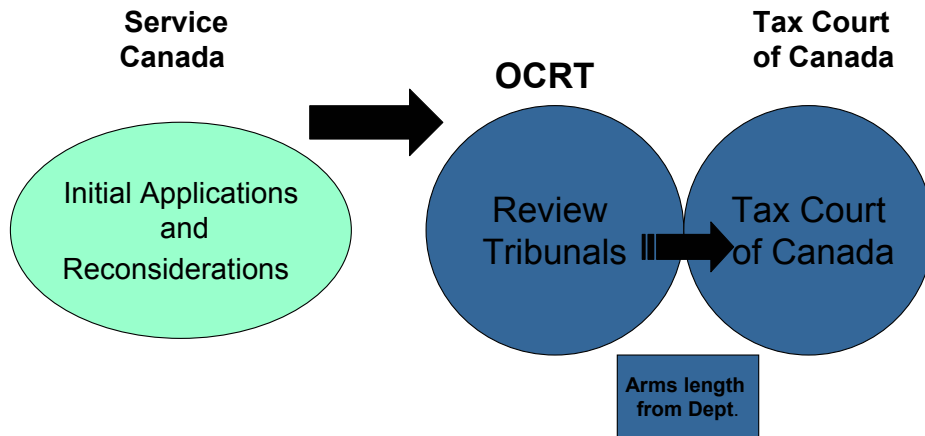 Service
Canada
Initial Applications
and
Reconsiderations
OCRT
Review
Tribunals
Tax Court
of Canada
Tax Court
of Canada
Arms length
from Dept.